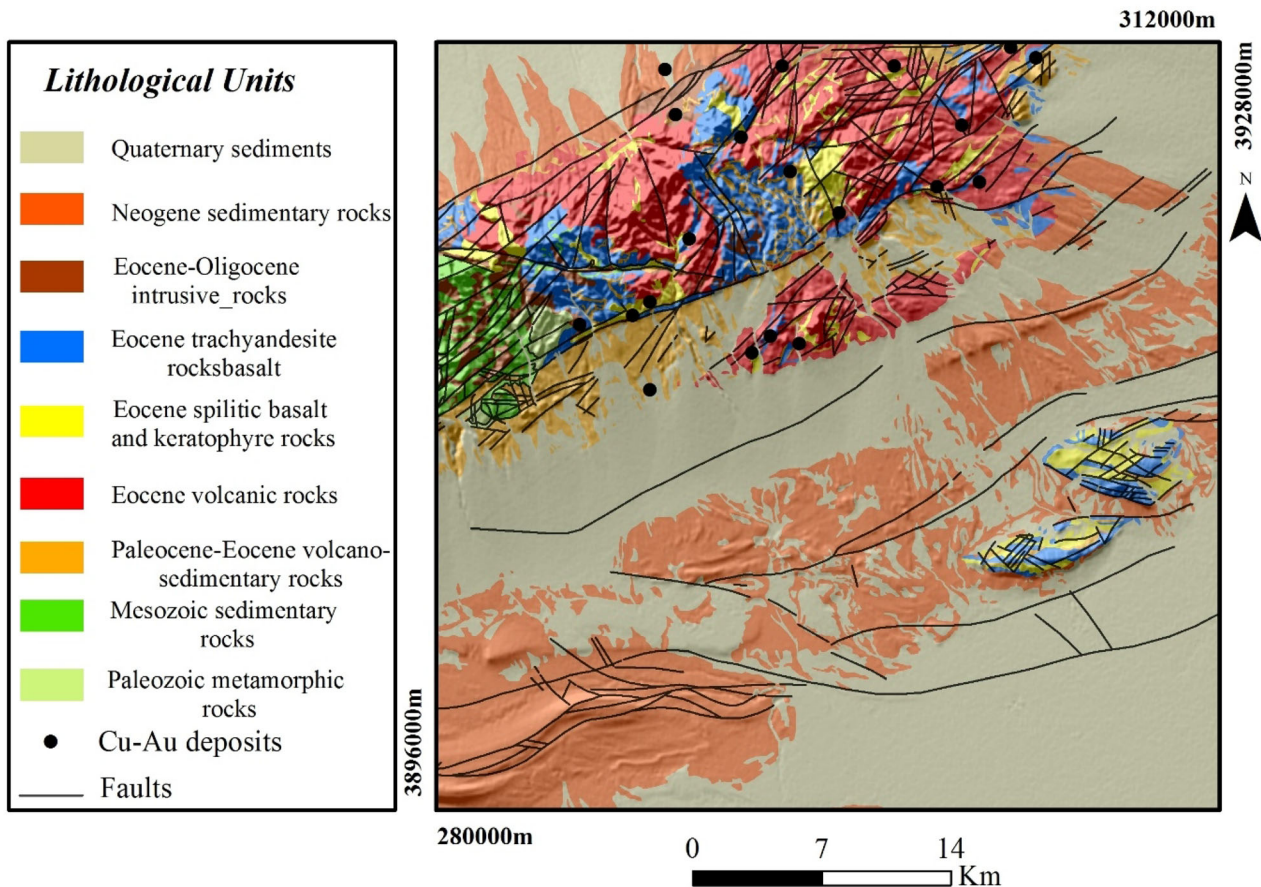 Lithological Units
Quaternary sediments
Neogene sedimentary rocks
Eocene-Oligocene
intrusive_rocks
Eocene trachyandesite
rocksbasalt
Eocene spilitic basalt
and keratophyre rocks
Eocene volcanic rocks
Paleocene-Eocene volcano-
sedimentary rocks
Mesozoic sedimentary
rocks
Paleozoic metamorphic
rocks
Cu-Au deposits
Faults
312000m
3928000m
N
3896000m
280000m
0 7 14
Km